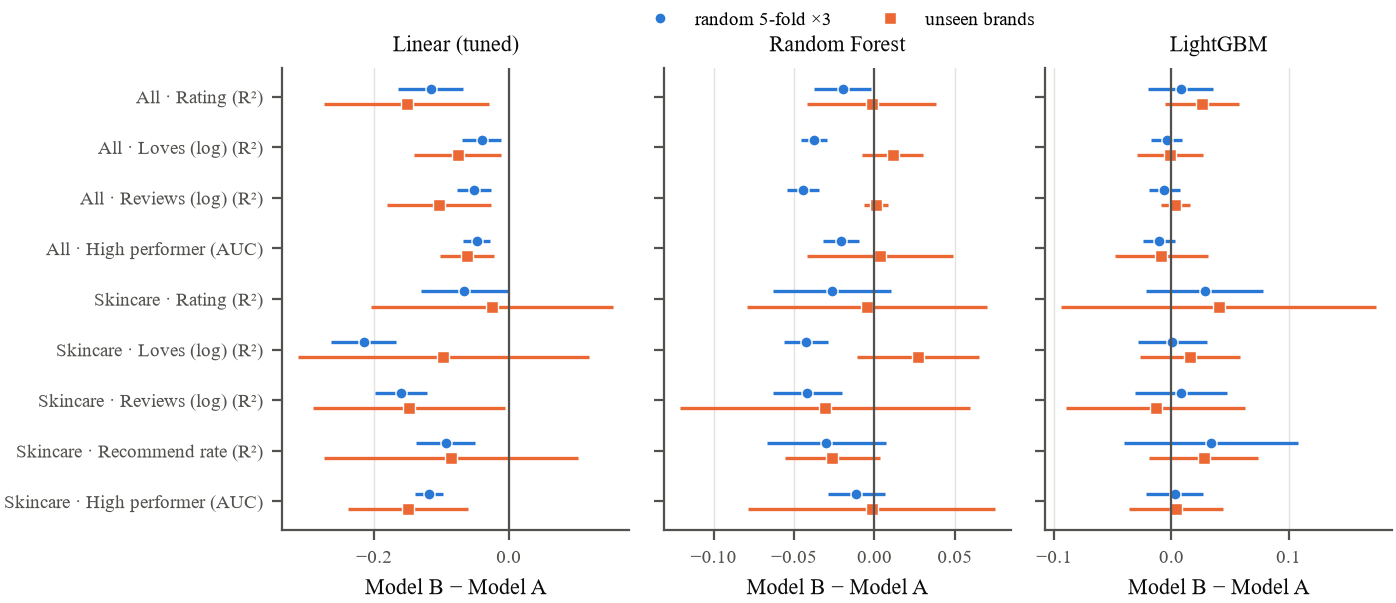 random 5-fold ×3 unseen brands
Linear (tuned) Random Forest LightGBM
All · Rating (R²)
All · Loves (log) (R²)
All · Reviews (log) (R²)
All · High performer (AUC)
Skincare · Rating (R²)
Skincare · Loves (log) (R²)
Skincare · Reviews (log) (R²)
Skincare · Recommend rate (R²)
Skincare · High performer (AUC)
−0.2 0.0 −0.10 −0.05 0.00 0.05 −0.1 0.0 0.1
Model B − Model A Model B − Model A Model B − Model A